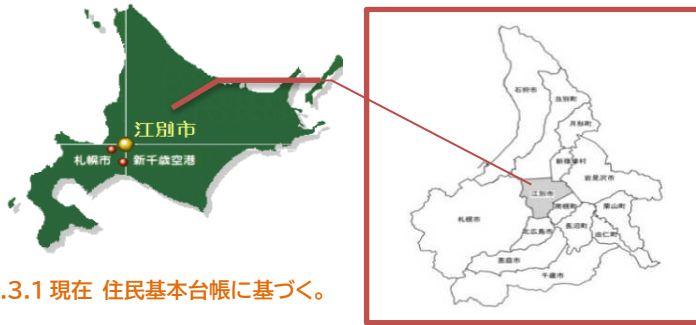 江別市
札幌市
新千歳空港
.3.1 現在 住民基本台帳に基づく。
石狩市
当別町
月形町
新篠津村
岩見沢市
江別市
南幌町
栗山町
札幌市
北広島市
長沼町
由仁町
恵庭市
千歳市